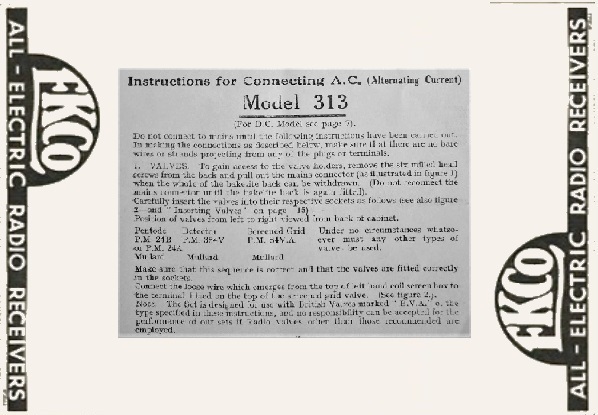 ALL - ELECTRIC RADIO RECEIVERS
EKCO
Instructions for Connecting A.C. (Alternating Current)
Model 313
(For D.C. Model see page 7).
Do not connect to mains until the following instructions have been carried out.
In making the connections as described below, make sure that there are no bare
wires or strands projecting from any of the plugs or terminals.
1. VALVES. To gain access to the valve holders, remove the six milled head
screws from the back and pull out the mains connector (as illustrated in figure 1)
when the whole of the bakelite back can be withdrawn. (Do not reconnect the
mains connector until the bakelite back is again fitted).
Carefully insert the valves into their respective sockets as follows (see also figure
2 and "Inserting Valves" on page 15)
Position of valves from left to right viewed from back of cabinet.
Pentode Detector Screened Grid Under no circumstances whatso-
P.M. 24B P.M. V P.M. S4V.A. ever must any other types of
or P.M. 24A valve be used.
Mullard Mullard Mullard
Make sure that this sequence is correct and that the valves are fitted correctly
in the sockets.
Connect the loose wire which emerges from the top of left hand coil screen box to
the terminal fitted on the top of the screened grid valve. (See figure 2.).
Note. The Set is designed for use with British Valves marked "B.V.A." of the
type specified in these instructions, and no responsibility can be accepted for the
performance of our sets if Radio valves other than those recommended are
employed.
EKCO
ALL - ELECTRIC RADIO RECEIVERS